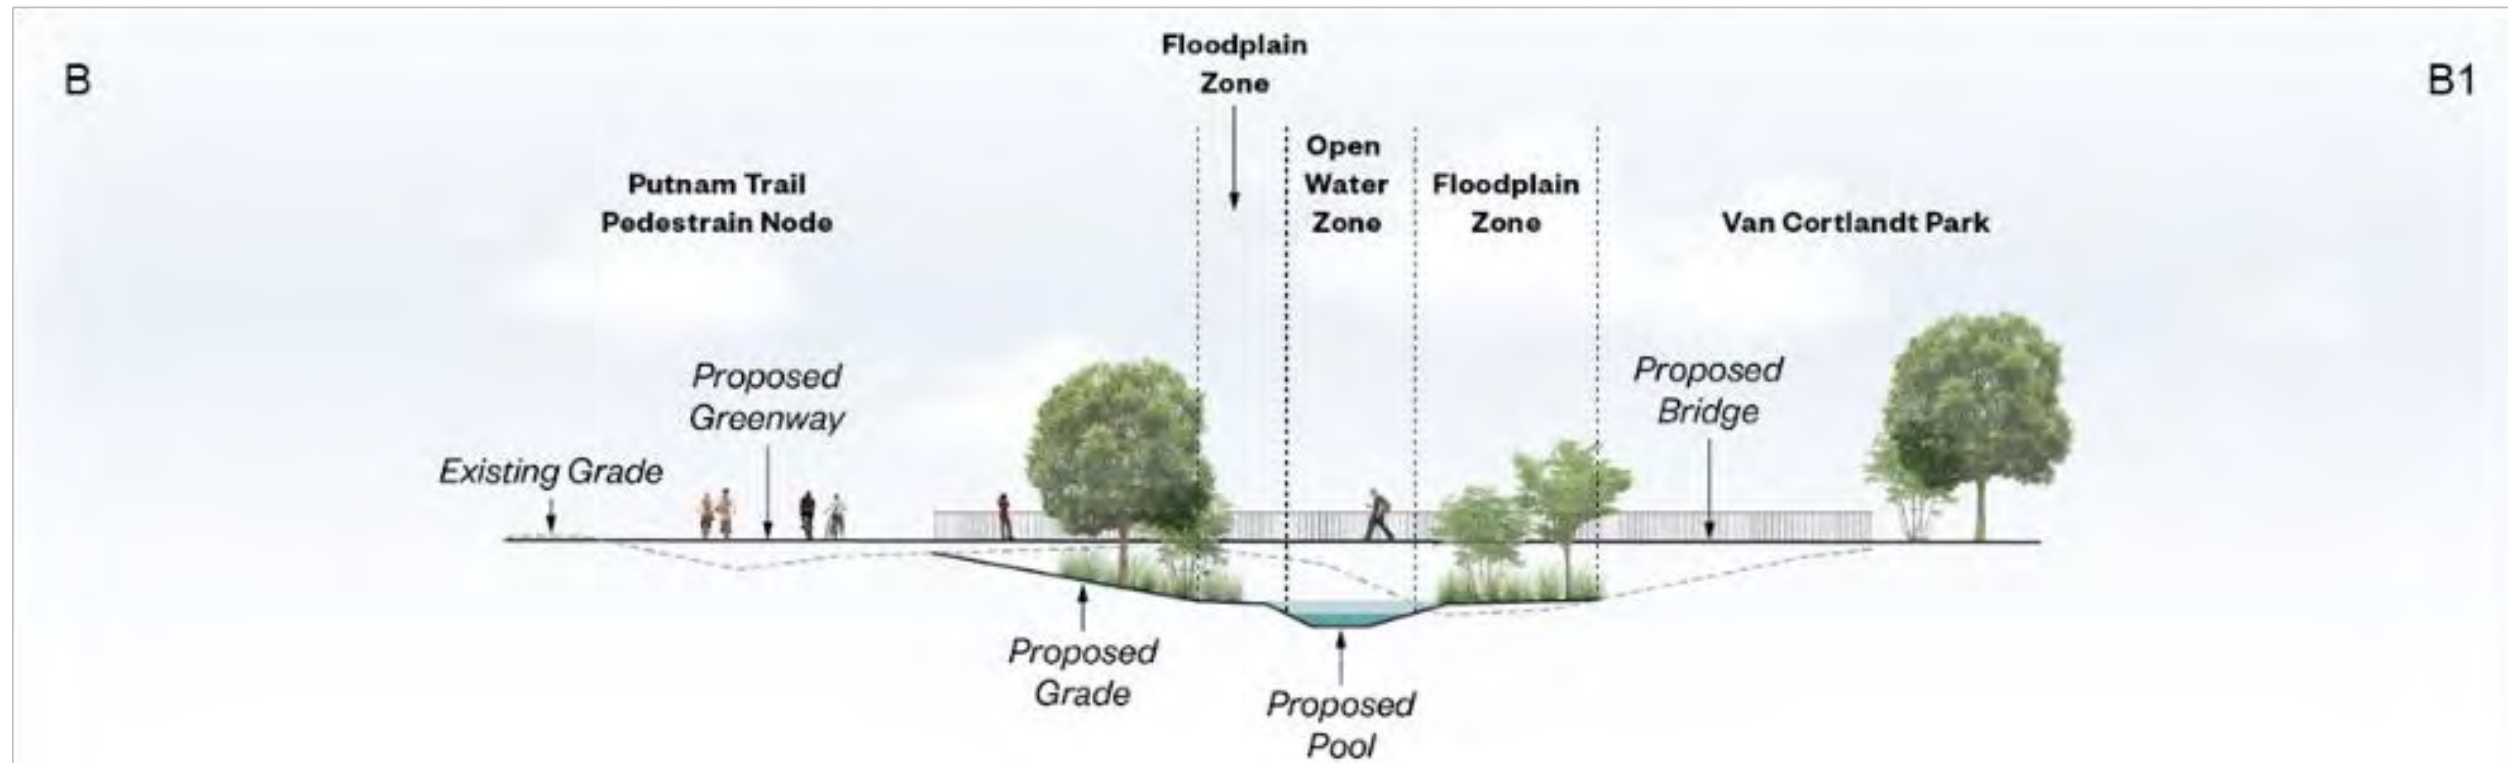 B
B1
Floodplain
Zone
Open
Water
Zone
Floodplain
Zone
Putnam Trail
Pedestrain Node
Van Cortlandt Park
Proposed
Greenway
Existing Grade
Proposed
Bridge
Proposed
Grade
Proposed
Pool